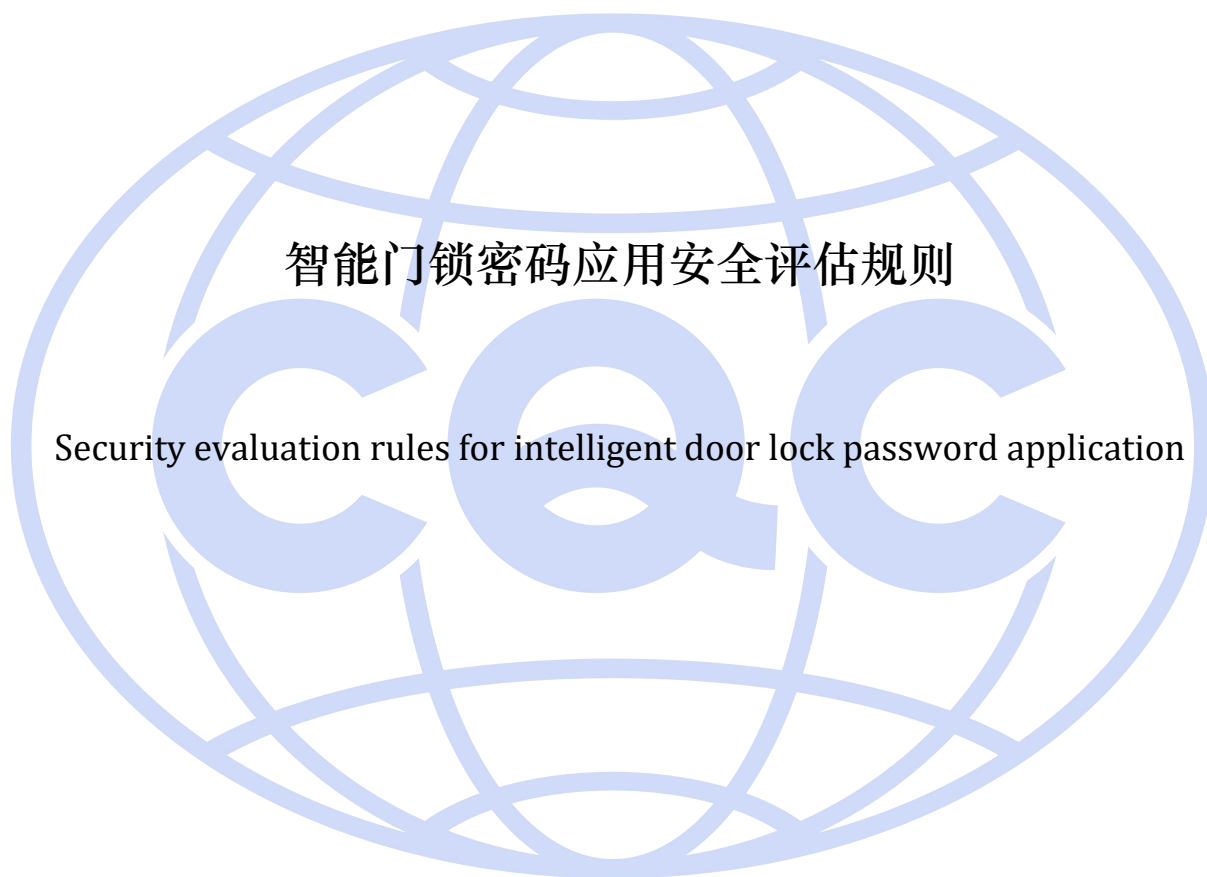 智能门锁密码应用安全评估规则
CQC
Security evaluation rules for intelligent door lock password application